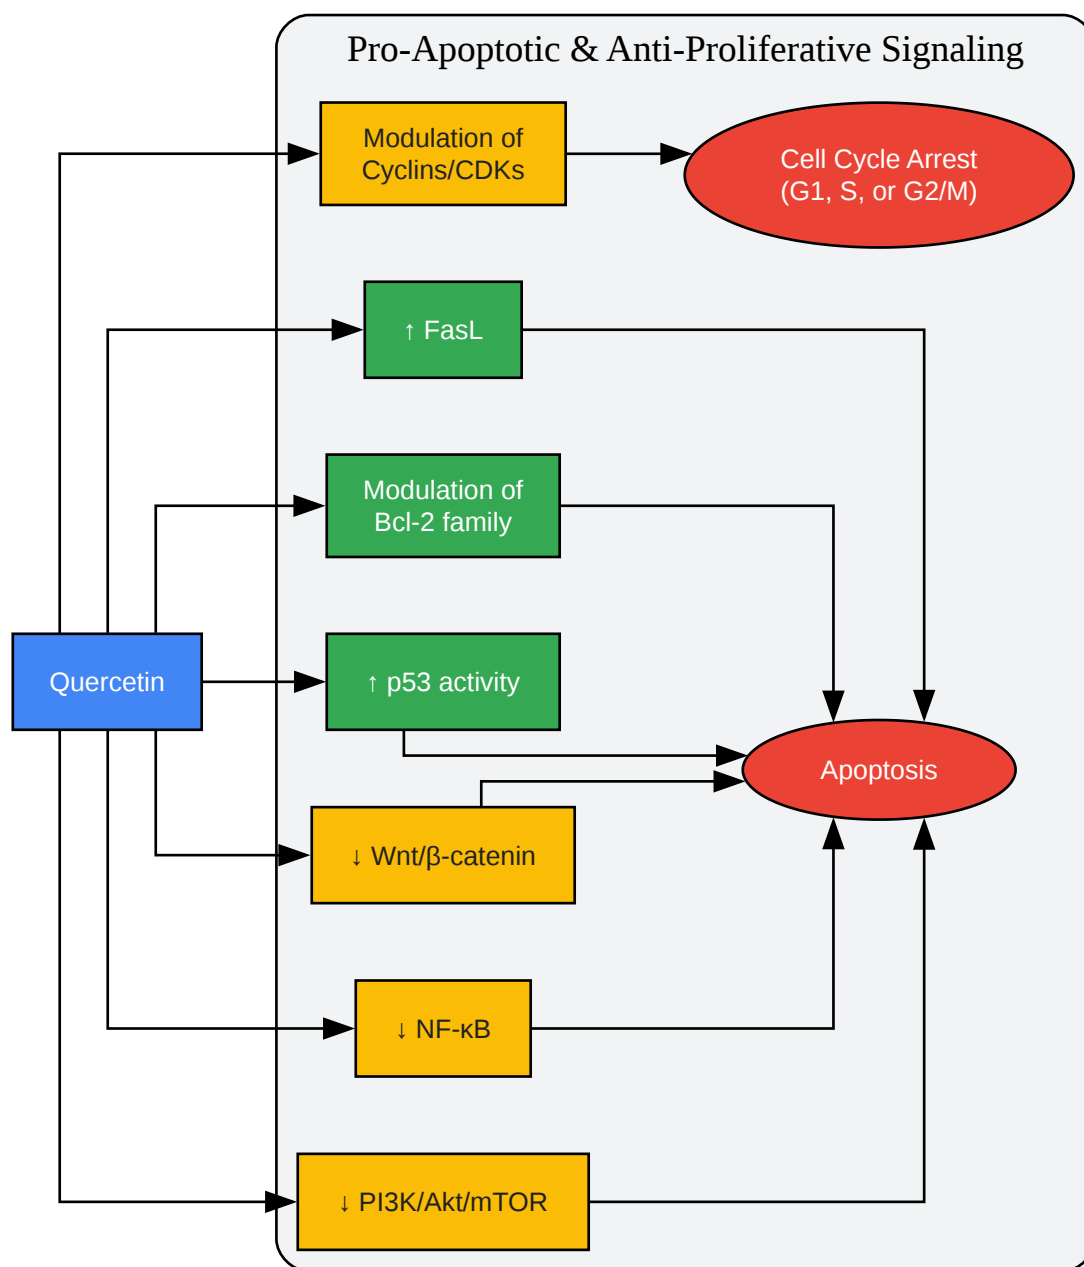 Pro-Apoptotic & Anti-Proliferative Signaling
Modulation of
Cyclins/CDKs
Cell Cycle Arrest
(G1, S, or G2/M)
↑ FasL
Modulation of
Bcl-2 family
Quercetin
↑ p53 activity
Apoptosis
↓ Wnt/β-catenin
↓ NF-κB
↓ PI3K/Akt/mTOR